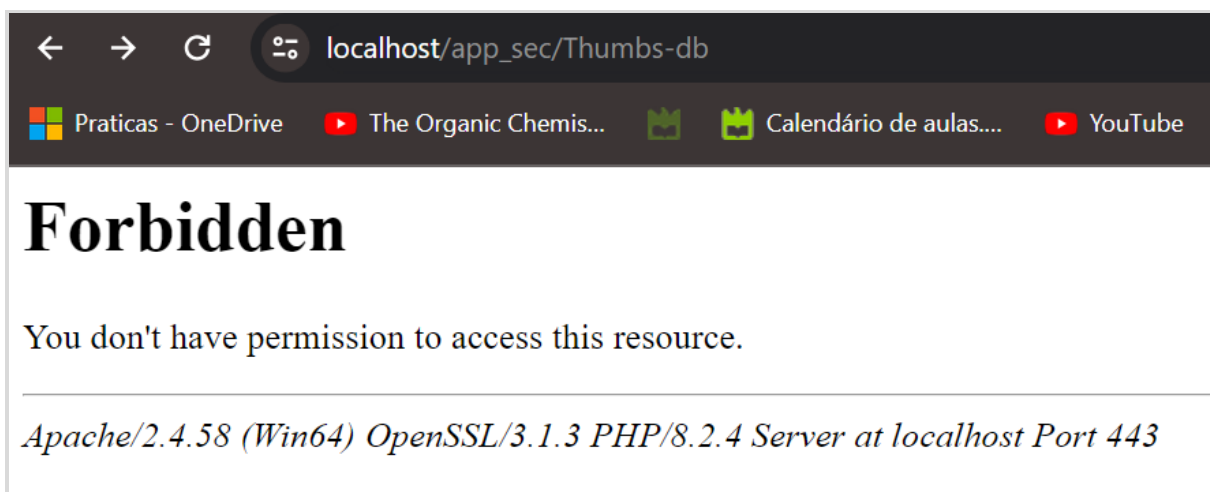 localhost/app_sec/Thumbs-db
Praticas - OneDrive The Organic Chemis... Calendário de aulas.... YouTube
Forbidden
You don't have permission to access this resource.
Apache/2.4.58 (Win64) OpenSSL/3.1.3 PHP/8.2.4 Server at localhost Port 443